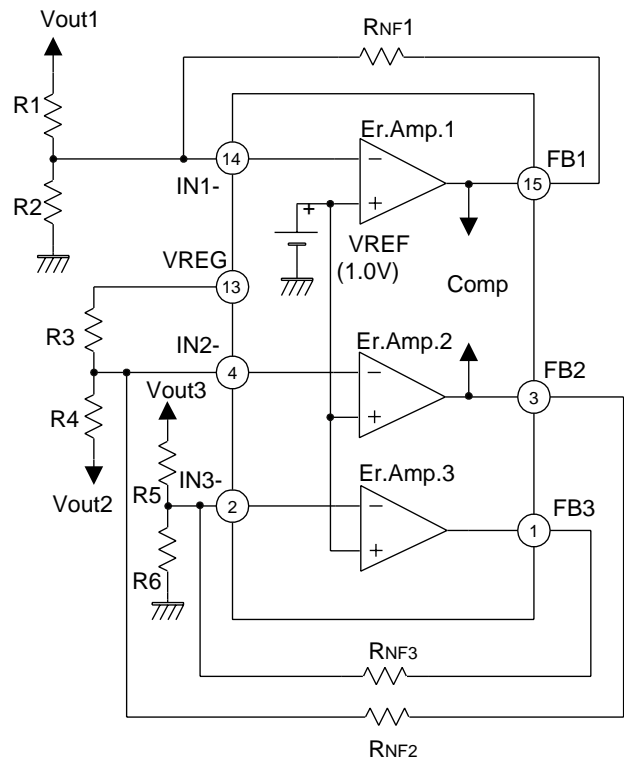 Vout1
RNF1
R1
Er.Amp.1
FB1
14
−
15
R2
IN1-
+
+
VREG
VREF
(1.0V)
13
Comp
R3
IN2-
Er.Amp.2
FB2
4
−
Vout3
3
R4
+
IN3-
Er.Amp.3
FB3
Vout2
R5
2
−
1
R6
+
RNF3
RNF2